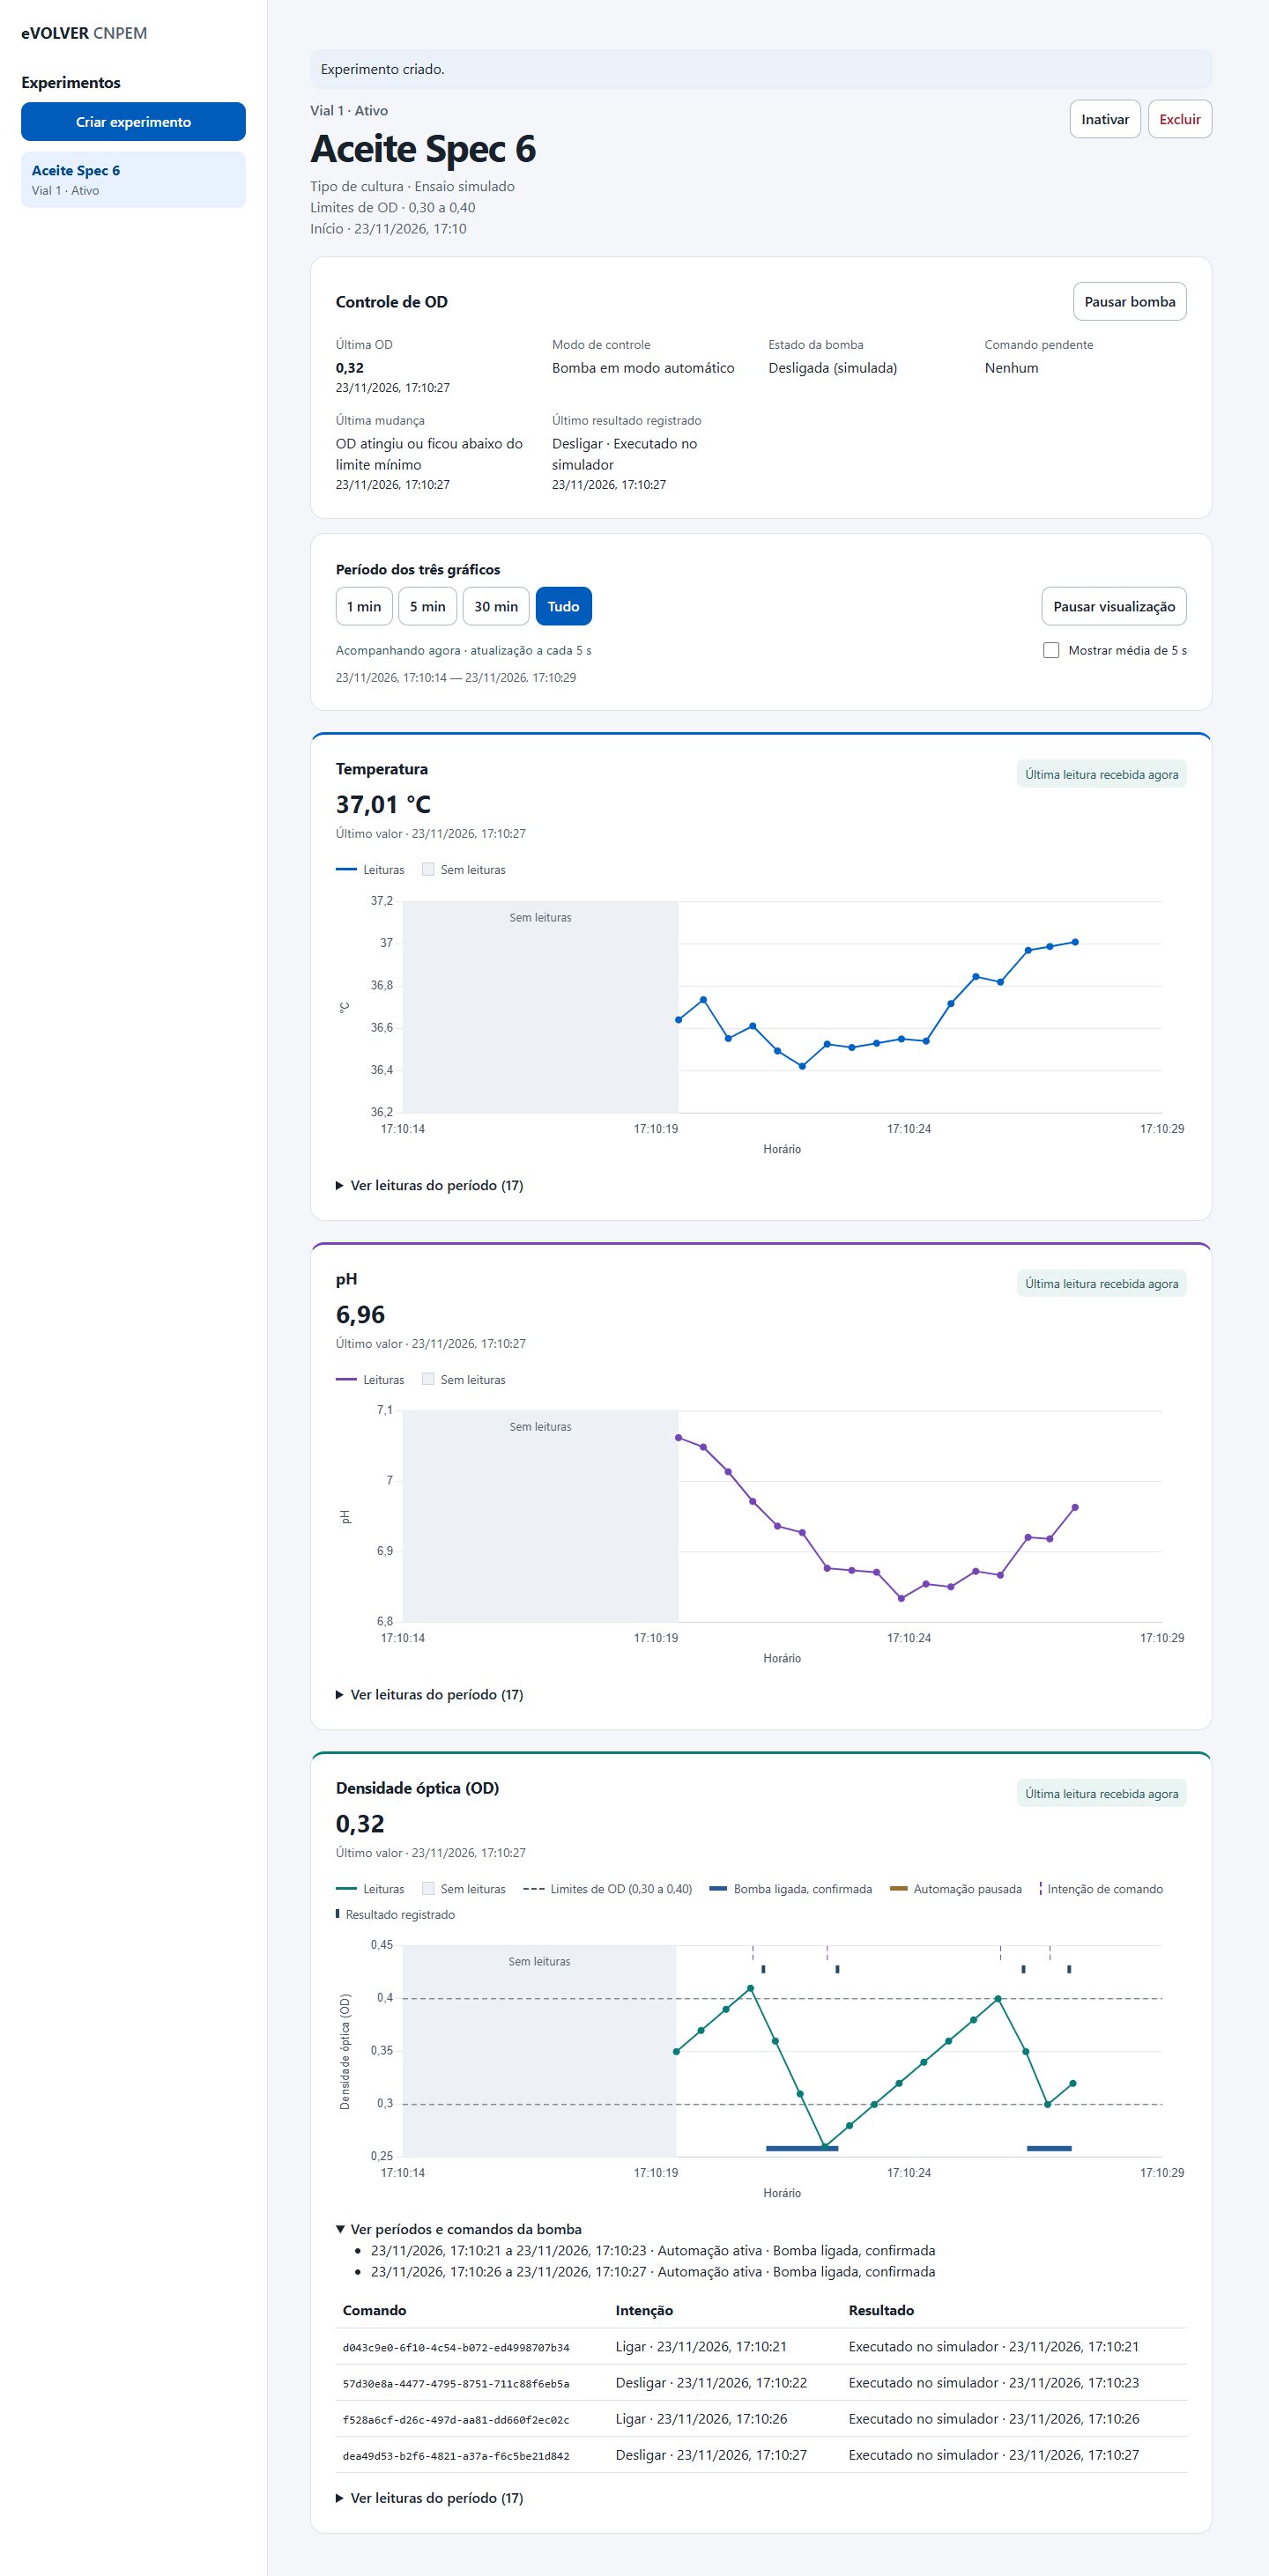 eVOLVER CNPEM
Experimentos
Criar experimento
Aceite Spec 6
Vial 1 · Ativo
Experimento criado.
Vial 1 · Ativo
Inativar
Excluir
Aceite Spec 6
Tipo de cultura · Ensaio simulado
Limites de OD · 0,30 a 0,40
Início · 23/11/2026, 17:10
Controle de OD
Pausar bomba
Última OD
0,32
23/11/2026, 17:10:27
Modo de controle
Bomba em modo automático
Estado da bomba
Desligada (simulada)
Comando pendente
Nenhum
Última mudança
OD atingiu ou ficou abaixo do
limite mínimo
23/11/2026, 17:10:27
Último resultado registrado
Desligar · Executado no
simulador
23/11/2026, 17:10:27
Período dos três gráficos
1 min
5 min
30 min
Tudo
Pausar visualização
Acompanhando agora · atualização a cada 5 s
Mostrar média de 5 s
23/11/2026, 17:10:14 — 23/11/2026, 17:10:29
Temperatura
Última leitura recebida agora
37,01 °C
Último valor · 23/11/2026, 17:10:27
Leituras
Sem leituras
Sem leituras
37,2
37
36,8
36,6
36,4
36,2
°C
17:10:14
17:10:19
17:10:24
17:10:29
Horário
Ver leituras do período (17)
pH
Última leitura recebida agora
6,96
Último valor · 23/11/2026, 17:10:27
Leituras
Sem leituras
Sem leituras
7,1
7
6,9
6,8
pH
17:10:14
17:10:19
17:10:24
17:10:29
Horário
Ver leituras do período (17)
Densidade óptica (OD)
Última leitura recebida agora
0,32
Último valor · 23/11/2026, 17:10:27
Leituras
Sem leituras
Limites de OD (0,30 a 0,40)
Bomba ligada, confirmada
Automação pausada
Intenção de comando
Resultado registrado
Sem leituras
0,45
0,4
0,35
0,3
0,25
Densidade óptica (OD)
17:10:14
17:10:19
17:10:24
17:10:29
Horário
Ver períodos e comandos da bomba
• 23/11/2026, 17:10:21 a 23/11/2026, 17:10:23 · Automação ativa · Bomba ligada, confirmada
• 23/11/2026, 17:10:26 a 23/11/2026, 17:10:27 · Automação ativa · Bomba ligada, confirmada
Comando Intenção Resultado
d043c9e0-6f10-4c54-b072-ed4998707b34 Ligar · 23/11/2026, 17:10:21 Executado no simulador · 23/11/2026, 17:10:21
57d30e8a-4477-4795-8751-711c88f6eb5a Desligar · 23/11/2026, 17:10:22 Executado no simulador · 23/11/2026, 17:10:23
f528a6cf-d26c-497d-aa81-dd660f2ec02c Ligar · 23/11/2026, 17:10:26 Executado no simulador · 23/11/2026, 17:10:26
dea49d53-b2f6-4821-a37a-f6c5be21d842 Desligar · 23/11/2026, 17:10:27 Executado no simulador · 23/11/2026, 17:10:27
Ver leituras do período (17)